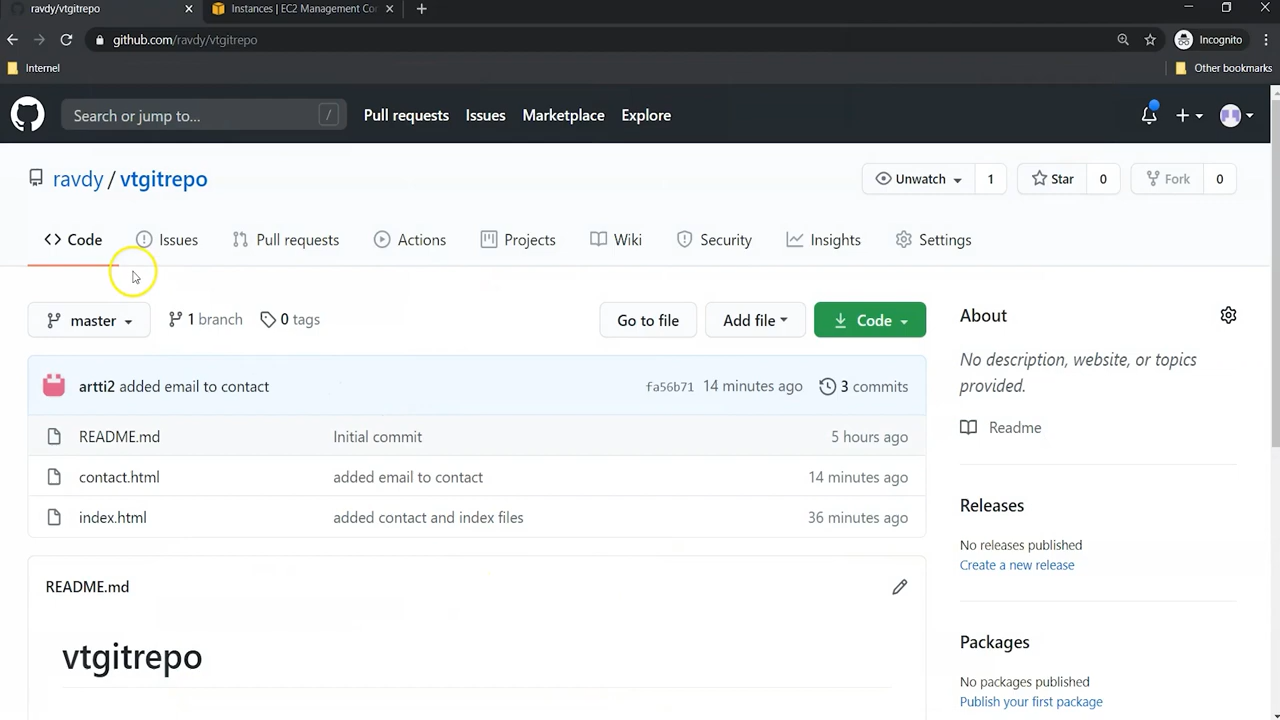 ravdy/vtgitrepo
Instances | EC2 Management Co
github.com/ravdy/vtgitrepo
Incognito
Internet
Other bookmarks
Search or jump to...
/
Pull requests
Issues
Marketplace
Explore
ravdy / vtgitrepo
Unwatch
1
Star
0
Fork
0
Code
Issues
Pull requests
Actions
Projects
Wiki
Security
Insights
Settings
master
1 branch
0 tags
Go to file
Add file
Code
About
No description, website, or topics
provided.
Readme
artti2 added email to contact
fa56b71
14 minutes ago
3 commits
README.md
Initial commit
5 hours ago
contact.html
added email to contact
14 minutes ago
index.html
added contact and index files
36 minutes ago
Releases
No releases published
Create a new release
README.md
vtgitrepo
Packages
No packages published
Publish your first package